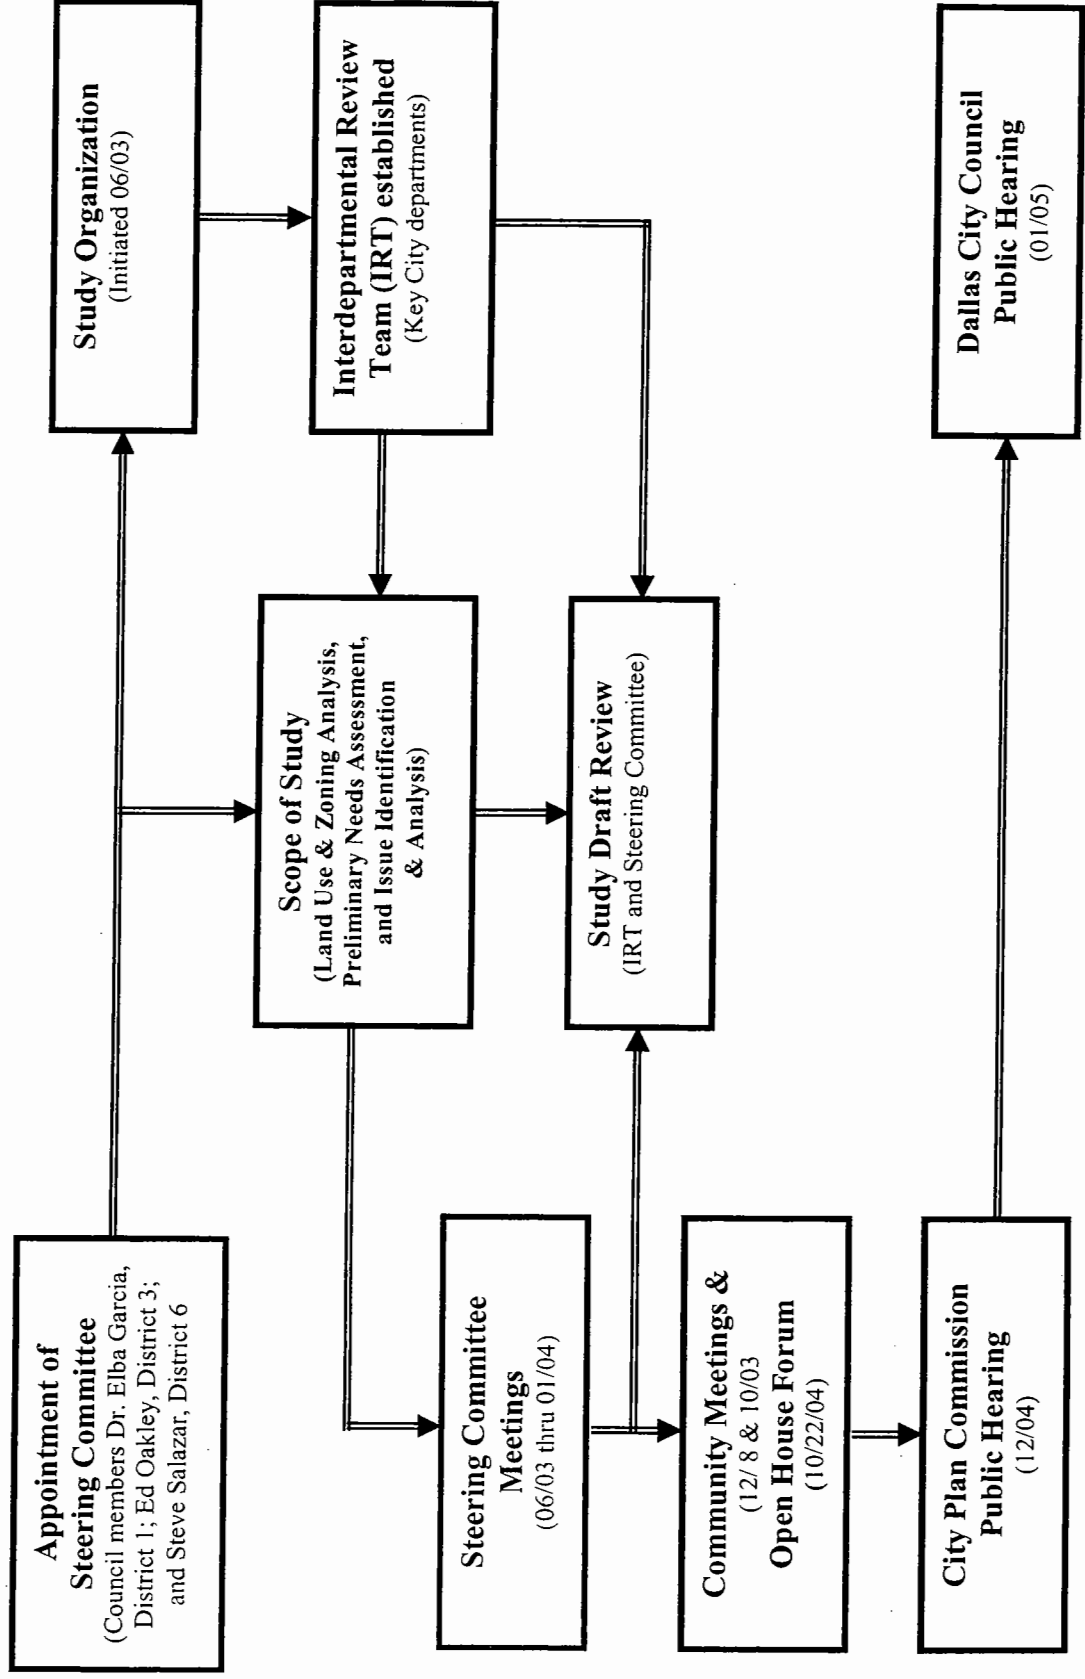 Appointment of
Steering Committee
(Council members Dr. Elba Garcia,
District 1; Ed Oakley, District 3;
and Steve Salazar, District 6
Study Organization
(Initiated 06/03)
Scope of Study
(Land Use & Zoning Analysis,
Preliminary Needs Assessment,
and Issue Identification
& Analysis)
Interdepartmental Review
Team (IRT) established
(Key City departments)
Steering Committee
Meetings
(06/03 thru 01/04)
Study Draft Review
(IRT and Steering Committee)
Community Meetings &
(12/ 8 & 10/03
Open House Forum
(10/22/04)
City Plan Commission
Public Hearing
(12/04)
Dallas City Council
Public Hearing
(01/05)